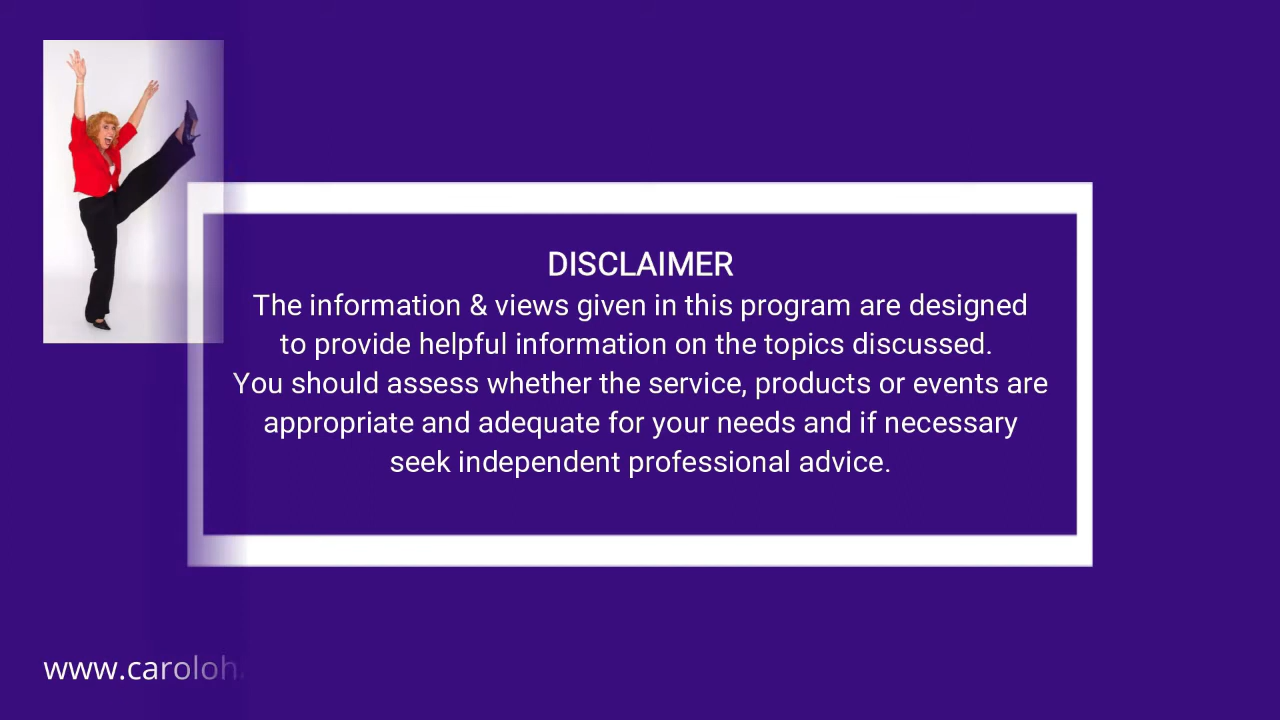 DISCLAIMER
The information & views given in this program are designed
to provide helpful information on the topics discussed.
You should assess whether the service, products or events are
appropriate and adequate for your needs and if necessary
seek independent professional advice.
www.caroloh